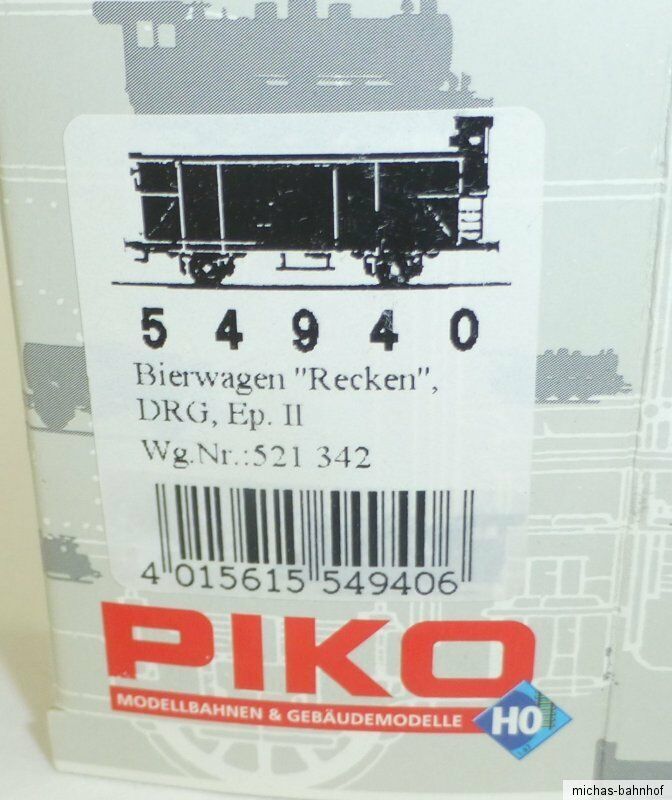 5 4 9 4 0
Bierwagen "Recken",
DRG, Ep. II
Wg.Nr.:521 342
4 015615 549406
PIKO
MODELLBAHNEN & GEBÄUDEMODELLE
H0
michas-bahnhof